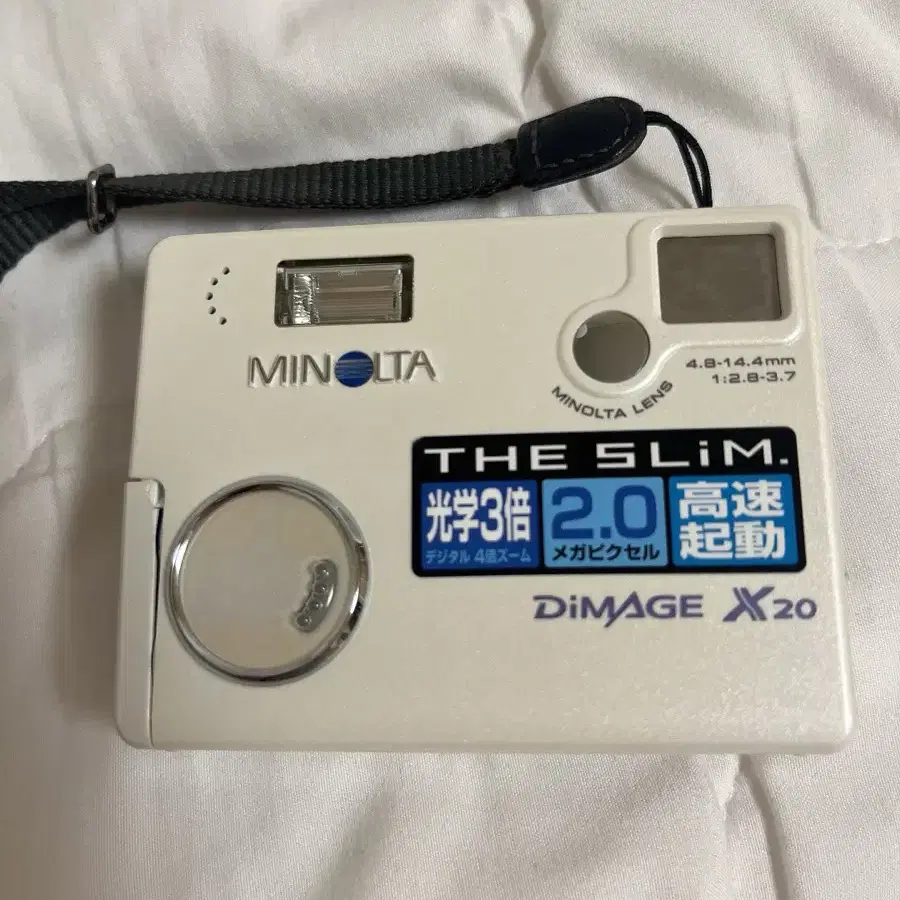 MINOLTA
4.8-14.4mm
1:2.8-3.7
MINOLTA LENS
THE SLiM.
光学3倍
デジタル 4倍ズーム
2.0
メガピクセル
高速
起動
DiMAGE X20